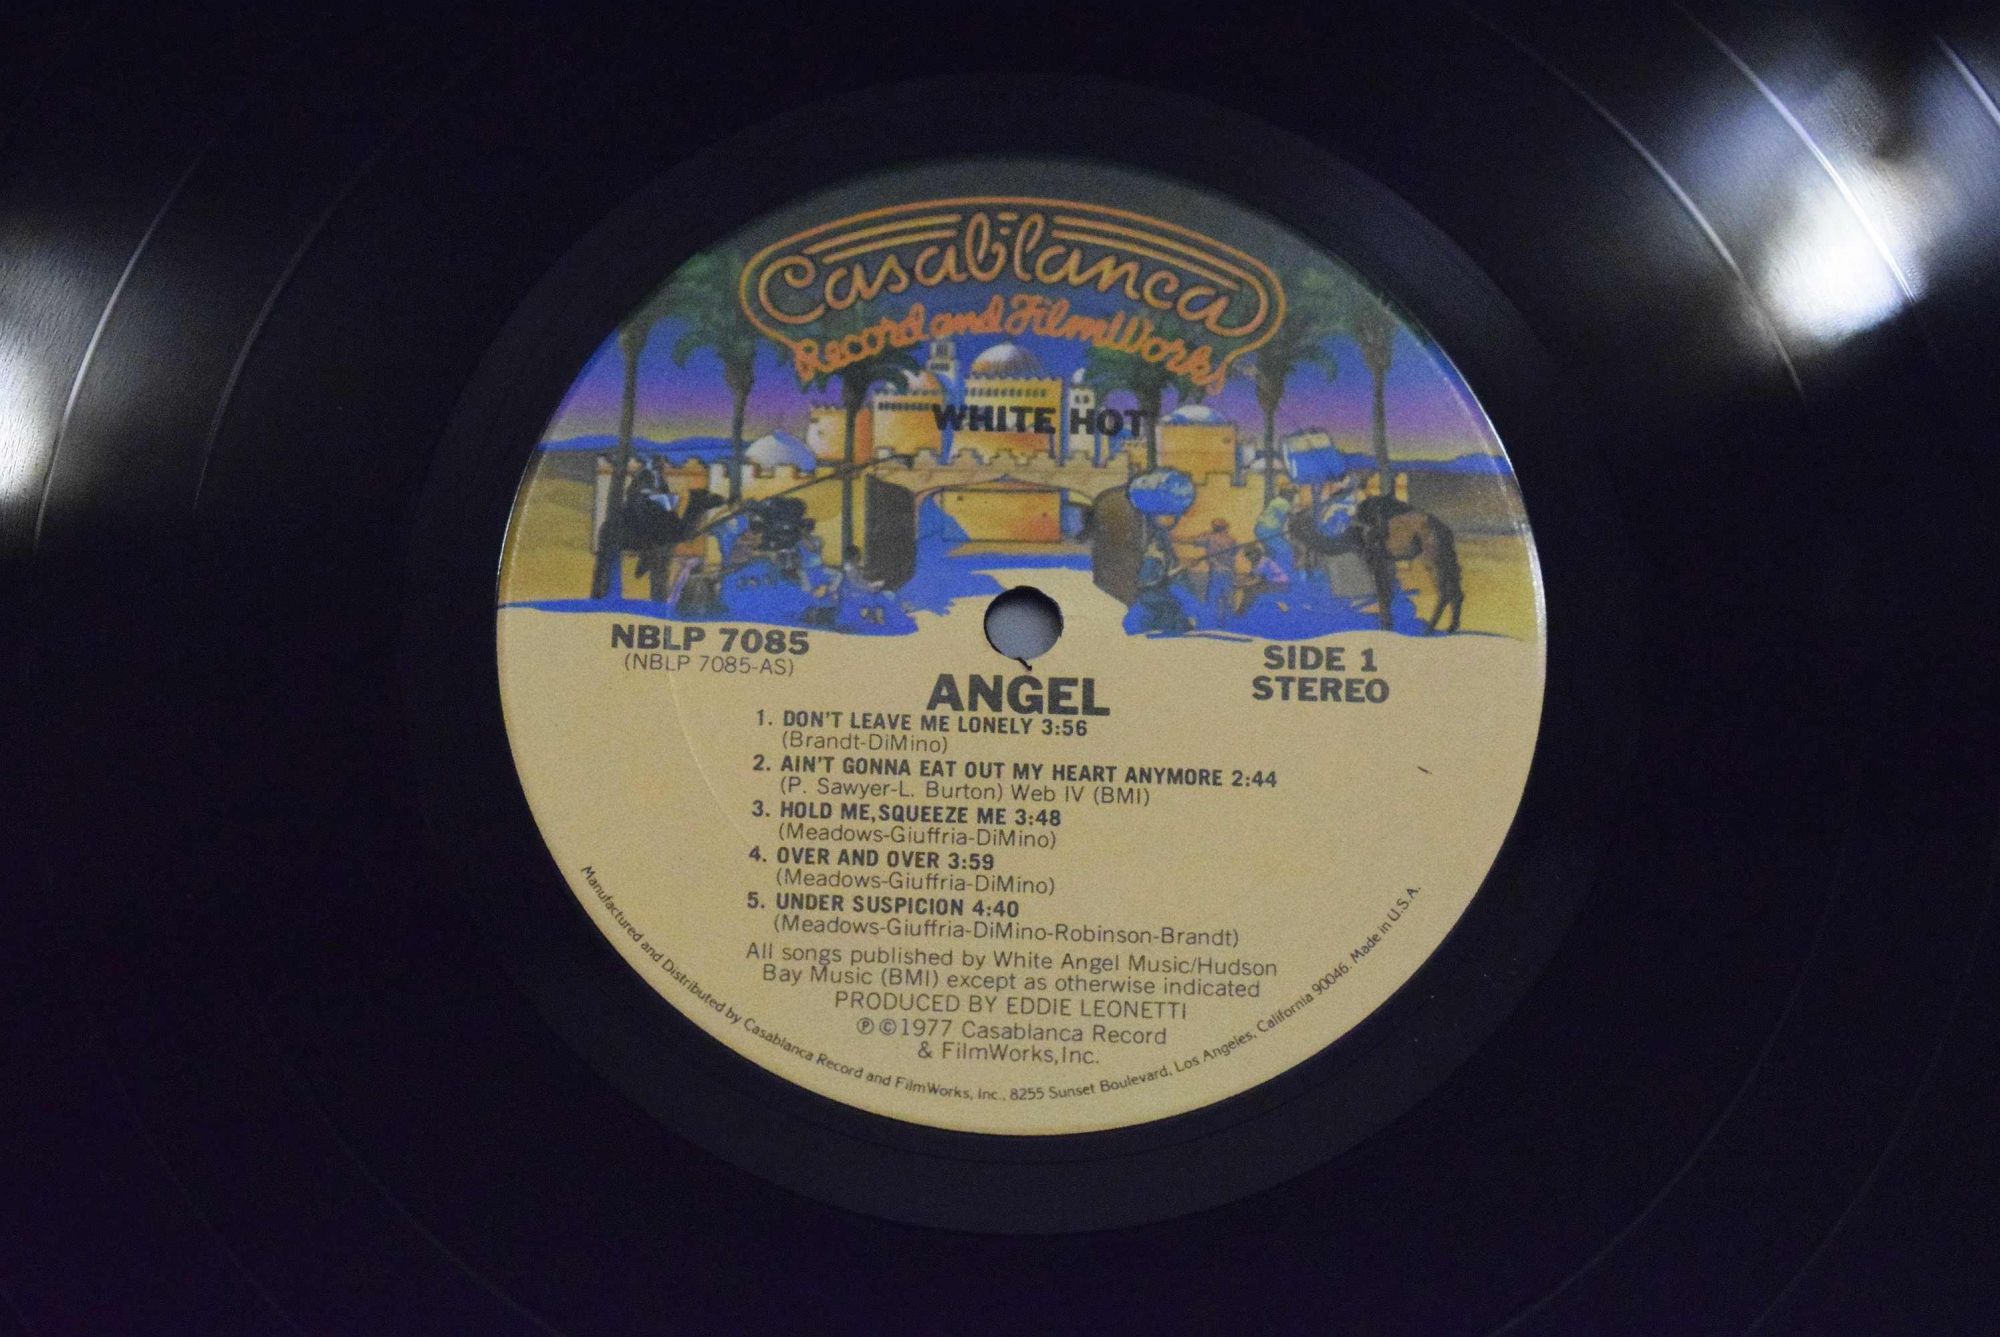 Casablanca
Record and FilmWorks
WHITE HOT
NBLP 7085
(NBLP 7085-AS)
SIDE 1
STEREO
ANGEL
1. DON'T LEAVE ME LONELY 3:56
(Brandt-DiMino)
2. AIN'T GONNA EAT OUT MY HEART ANYMORE 2:44
(P. Sawyer-L. Burton) Web IV (BMI)
3. HOLD ME,SQUEEZE ME 3:48
(Meadows-Giuffria-DiMino)
4. OVER AND OVER 3:59
(Meadows-Giuffria-DiMino)
5. UNDER SUSPICION 4:40
(Meadows-Giuffria-DiMino-Robinson-Brandt)
All songs published by White Angel Music/Hudson
Bay Music (BMI) except as otherwise indicated
PRODUCED BY EDDIE LEONETTI
℗©1977 Casablanca Record
& FilmWorks,Inc.
Manufactured and Distributed by Casablanca Record and FilmWorks, Inc., 8255 Sunset Boulevard, Los Angeles, California 90046. Made in U.S.A.